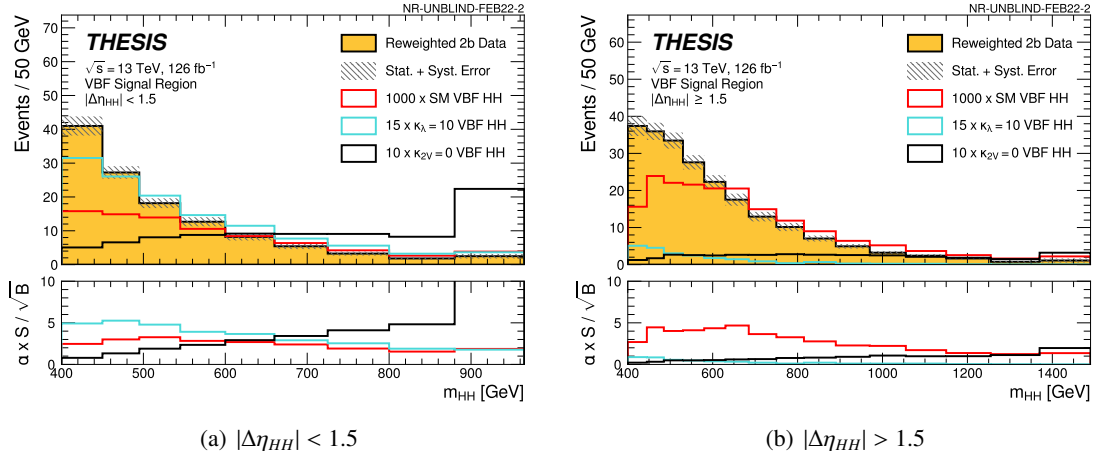 NR-UNBLIND-FEB22-2
Events / 50 GeV
THESIS
√s = 13 TeV, 126 fb⁻¹
VBF Signal Region
|Δη_HH| < 1.5
Reweighted 2b Data
Stat. + Syst. Error
1000 x SM VBF HH
15 x κ_λ = 10 VBF HH
10 x κ_2V = 0 VBF HH
70
60
50
40
30
20
10
0
α x S / √B
10
5
0
400 500 600 700 800 900
m_HH [GeV]
(a) |Δη_HH| < 1.5
NR-UNBLIND-FEB22-2
Events / 50 GeV
THESIS
√s = 13 TeV, 126 fb⁻¹
VBF Signal Region
|Δη_HH| ≥ 1.5
Reweighted 2b Data
Stat. + Syst. Error
1000 x SM VBF HH
15 x κ_λ = 10 VBF HH
10 x κ_2V = 0 VBF HH
60
50
40
30
20
10
0
α x S / √B
10
5
0
400 600 800 1000 1200 1400
m_HH [GeV]
(b) |Δη_HH| > 1.5